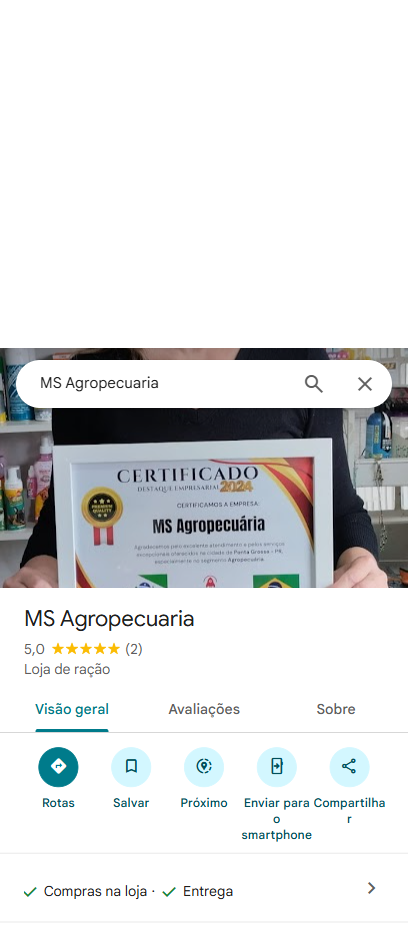 MS Agropecuaria
CERTIFICADO
DESTAQUE EMPRESARIAL 2024
PREMIUM QUALITY
CERTIFICAMOS A EMPRESA:
MS Agropecuária
Agradecemos pelo excelente atendimento e pelos serviços
excepcionais oferecidos na cidade de Ponta Grossa - PR,
especialmente no segmento Agropecuária.
MS Agropecuaria
5,0 (2)
Loja de ração
Visão geral Avaliações Sobre
Rotas Salvar Próximo Enviar para o smartphone Compartilhar
Compras na loja · Entrega